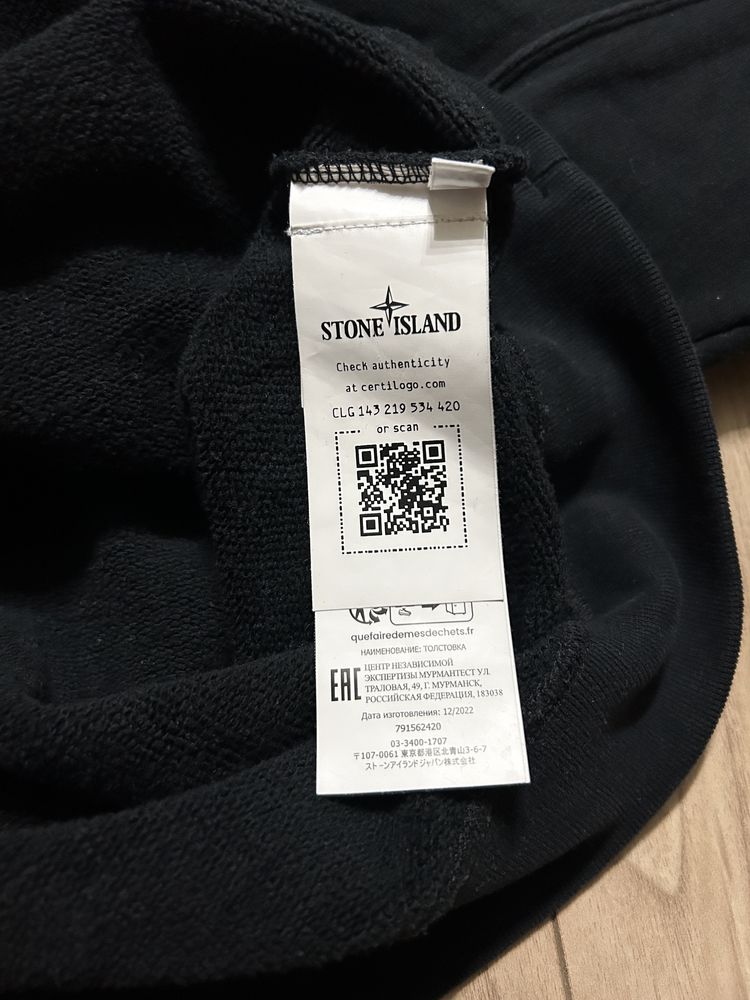 STONE ISLAND
Check authenticity
at certilogo.com
CLG 143 219 534 420
or scan
quefairedemesdechets.fr
НАИМЕНОВАНИЕ: ТОЛСТОВКА
EAC
ЦЕНТР НЕЗАВИСИМОЙ
ЭКСПЕРТИЗЫ МУРМАНТЕСТ УЛ.
ТРАЛОВАЯ, 49, Г. МУРМАНСК,
РОССИЙСКАЯ ФЕДЕРАЦИЯ, 183038
Дата изготовления: 12/2022
791562420
03-3400-1707
〒107-0061 東京都港区北青山3-6-7
ストーンアイランドジャパン株式会社